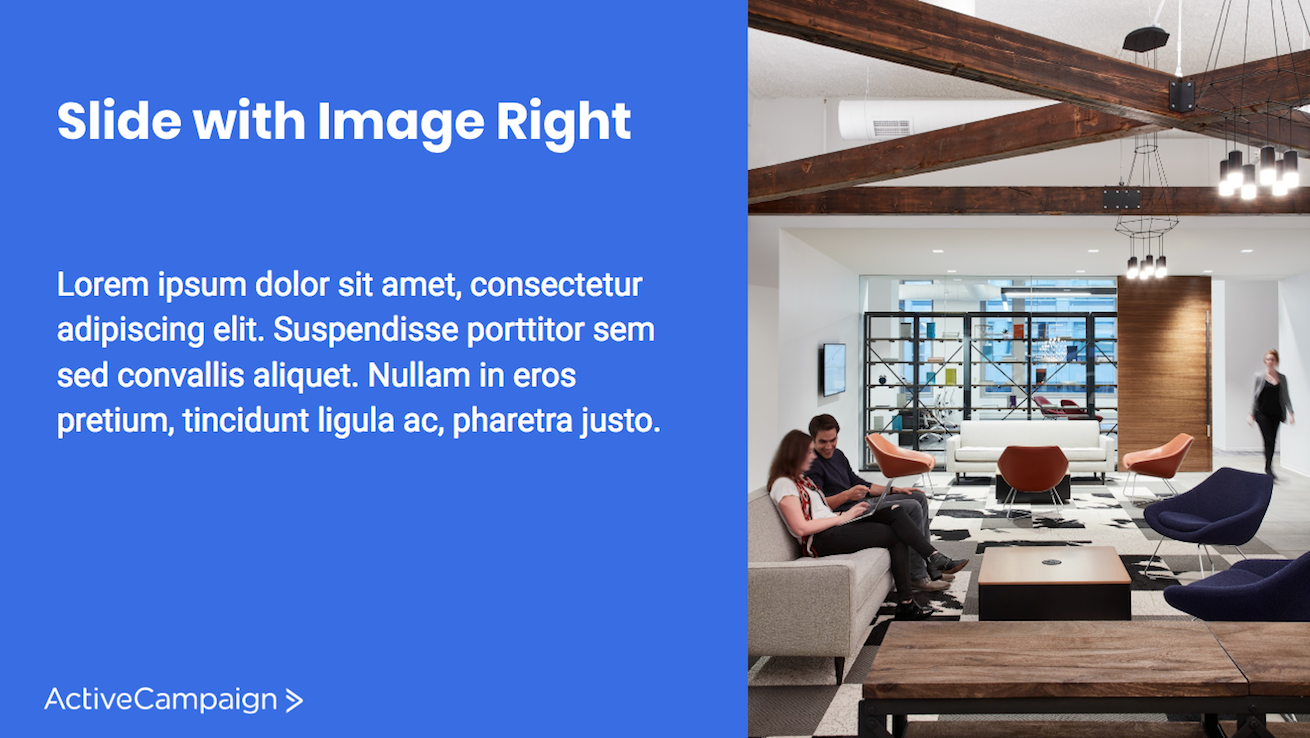 Slide with Image Right
Lorem ipsum dolor sit amet, consectetur
adipiscing elit. Suspendisse porttitor sem
sed convallis aliquet. Nullam in eros
pretium, tincidunt ligula ac, pharetra justo.
ActiveCampaign